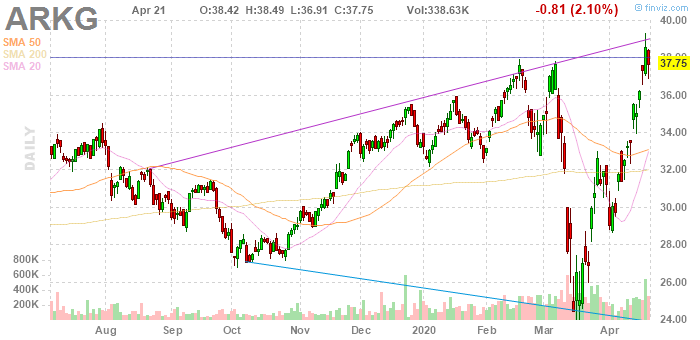 ARKG Apr 21 O:38.42 H:38.49 L:36.91 C:37.75 Vol:338.63K -0.81 (2.10%) © finviz.com
SMA 50
SMA 200
SMA 20
DAILY
40.00
38.00
37.75
36.00
34.00
32.00
30.00
28.00
26.00
24.00
800K
600K
400K
200K
Aug Sep Oct Nov Dec 2020 Feb Mar Apr